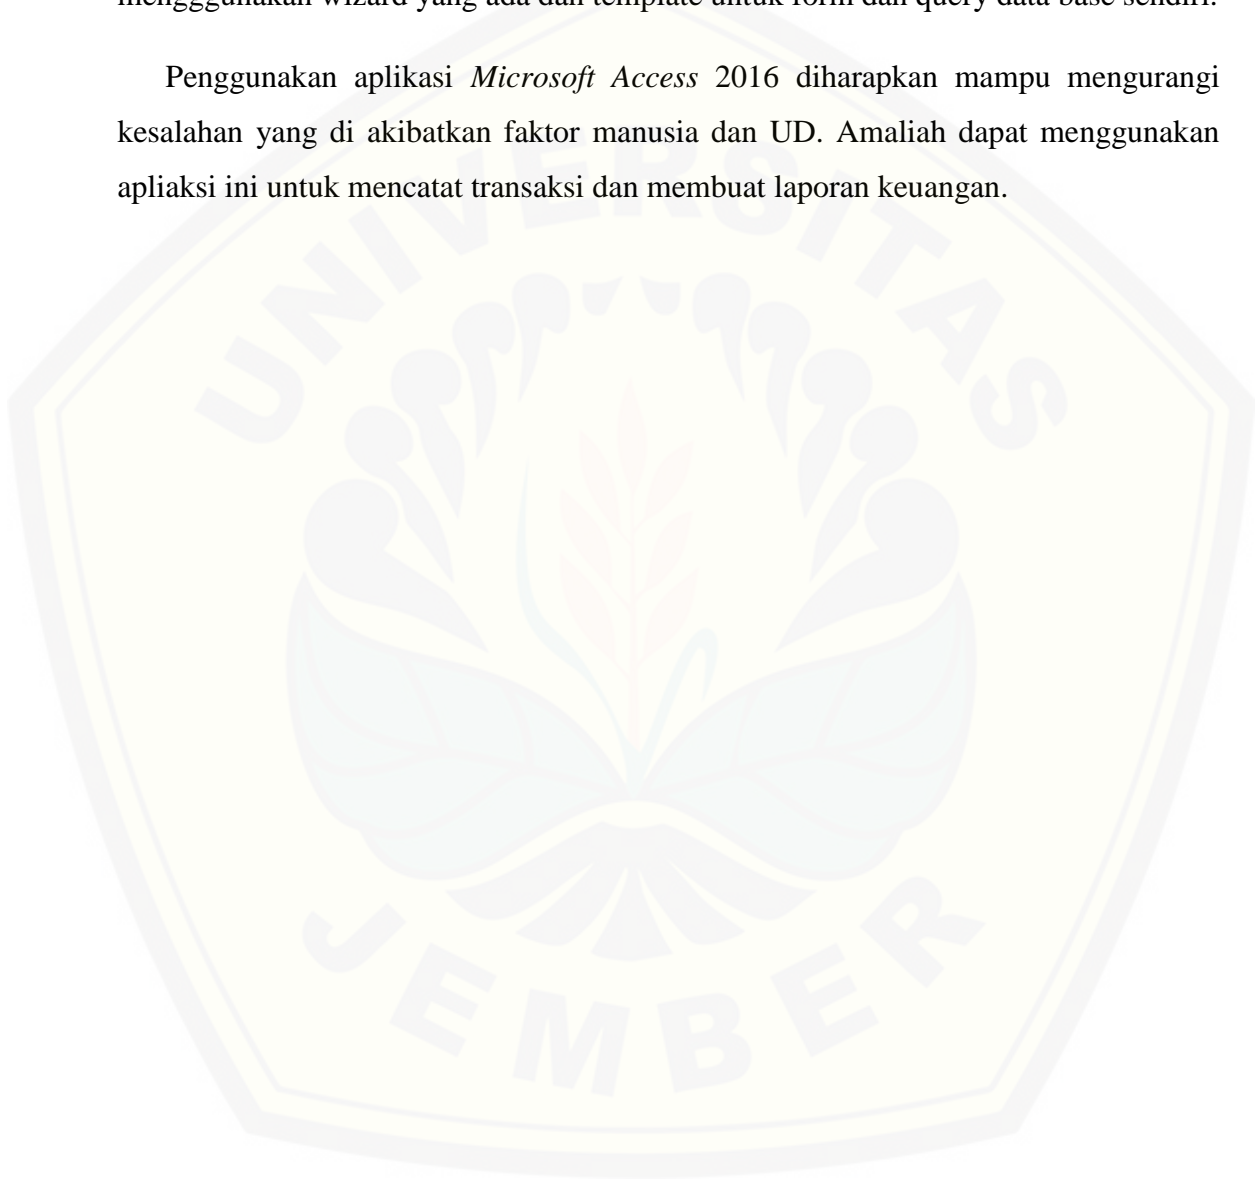 mengggunakan wizard yang ada dan template untuk form dan query data base sendiri.
Penggunakan aplikasi Microsoft Access 2016 diharapkan mampu mengurangi
kesalahan yang di akibatkan faktor manusia dan UD. Amaliah dapat menggunakan
apliaksi ini untuk mencatat transaksi dan membuat laporan keuangan.
UNIVERSITAS
JEMBER